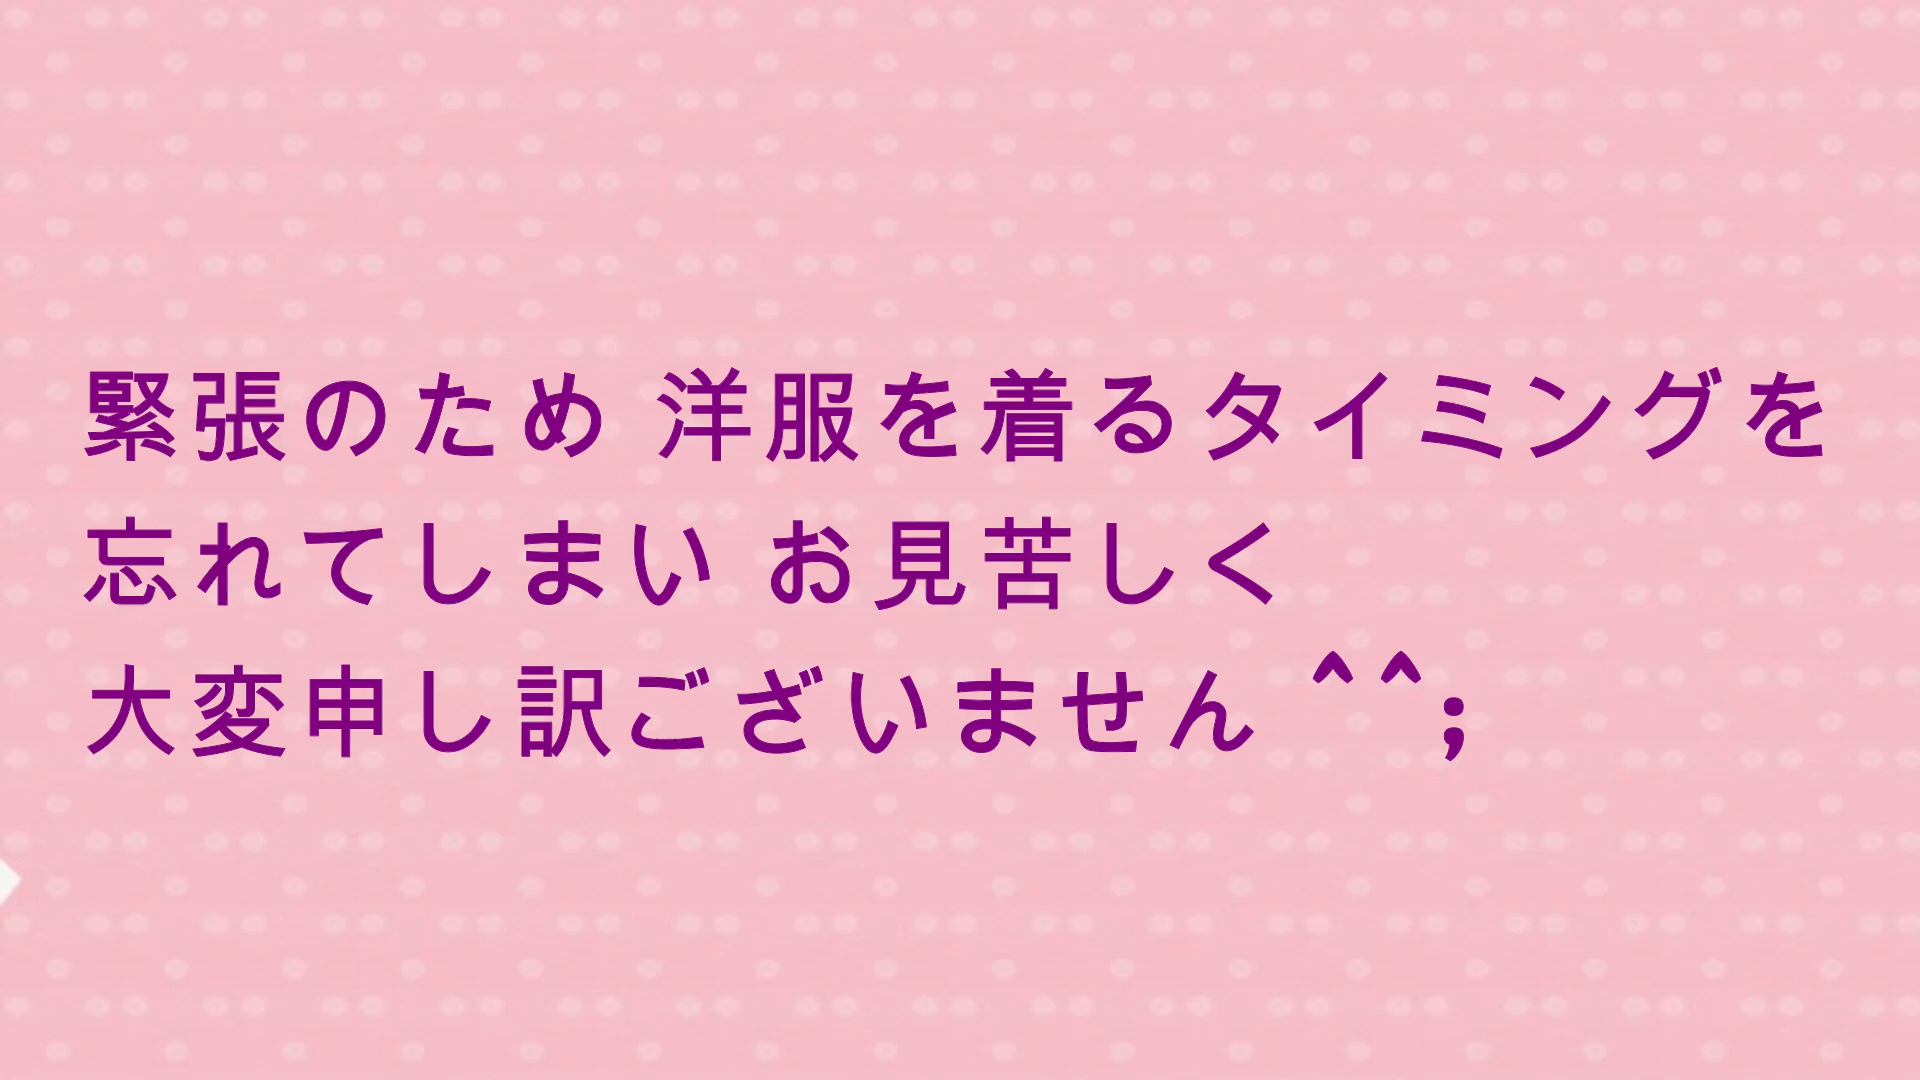 緊張のため 洋服を着るタイミングを
忘れてしまい お見苦しく
大変申し訳ございません ^ ^;